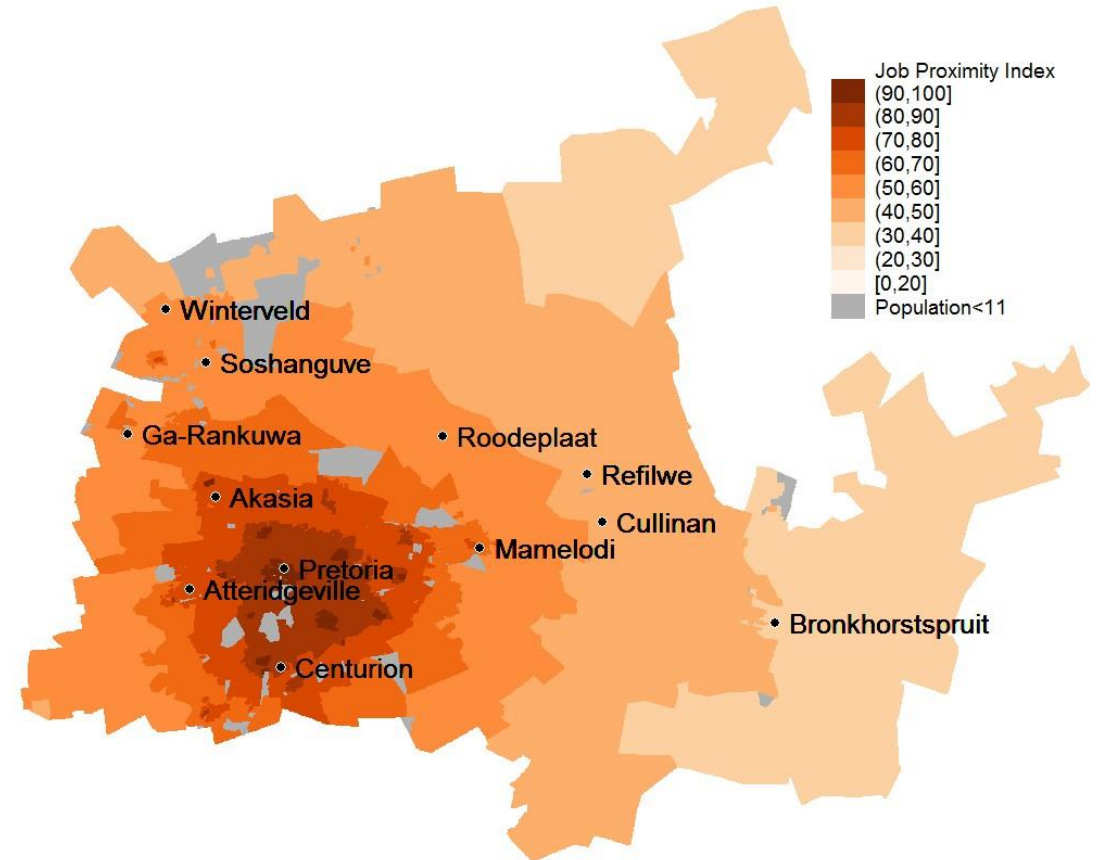 Job Proximity Index
(90,100]
(80,90]
(70,80]
(60,70]
(50,60]
(40,50]
(30,40]
(20,30]
[0,20]
Population<11
Winterveld
Soshanguve
Ga-Rankuwa
Roodeplaat
Refilwe
Akasia
Cullinan
Mamelodi
Pretoria
Atteridgeville
Bronkhorstspruit
Centurion